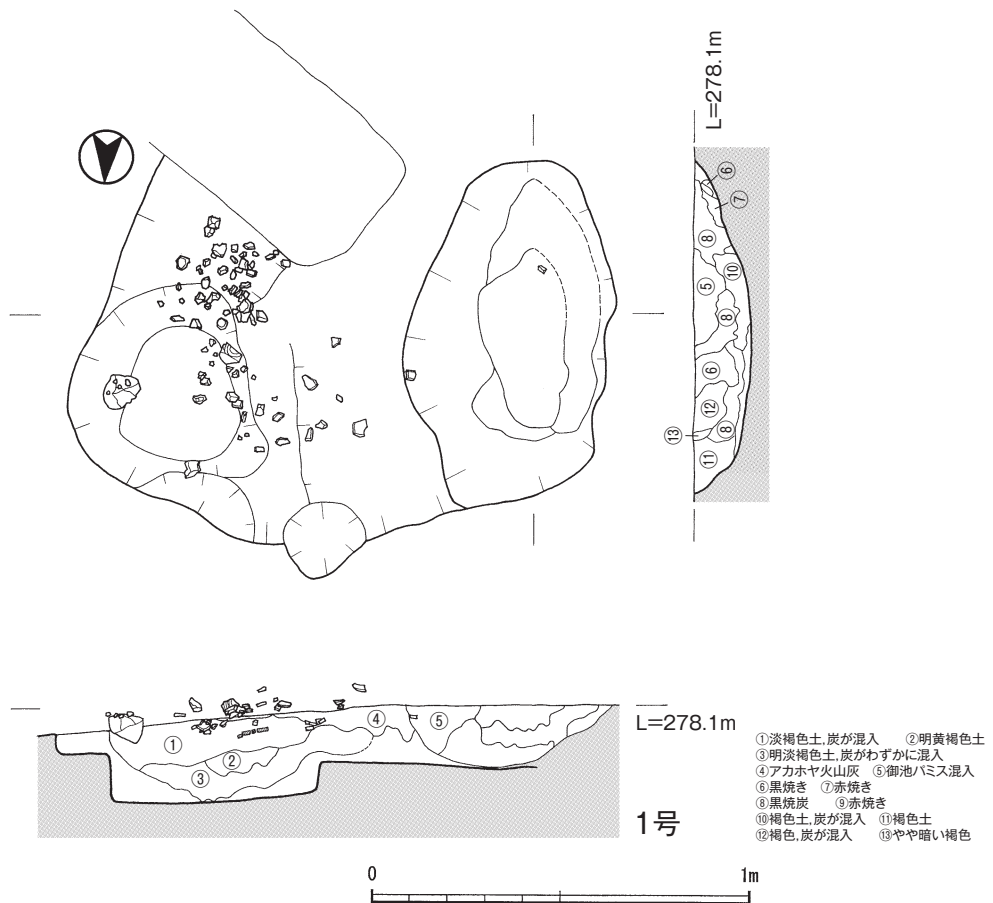 L=278.1m
⑥
⑦
⑧
⑩
⑤
⑧
⑥
⑫
⑬
⑧
⑪
①
②
③
④
⑤
L=278.1m
①淡褐色土,炭が混入 ②明黄褐色土
③明淡褐色土,炭がわずかに混入
④アカホヤ火山灰 ⑤御池パミス混入
⑥黒焼き ⑦赤焼き
⑧黒焼炭 ⑨赤焼き
⑩褐色土,炭が混入 ⑪褐色土
⑫褐色,炭が混入 ⑬やや暗い褐色
1号
0 1m